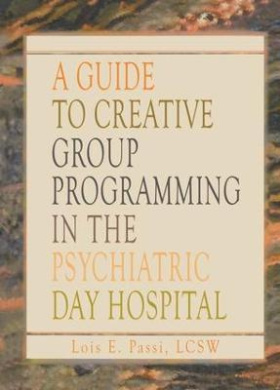 A GUIDE
TO CREATIVE
GROUP
PROGRAMMING
IN THE
PSYCHIATRIC
DAY HOSPITAL
Lois E. Passi, LCSW